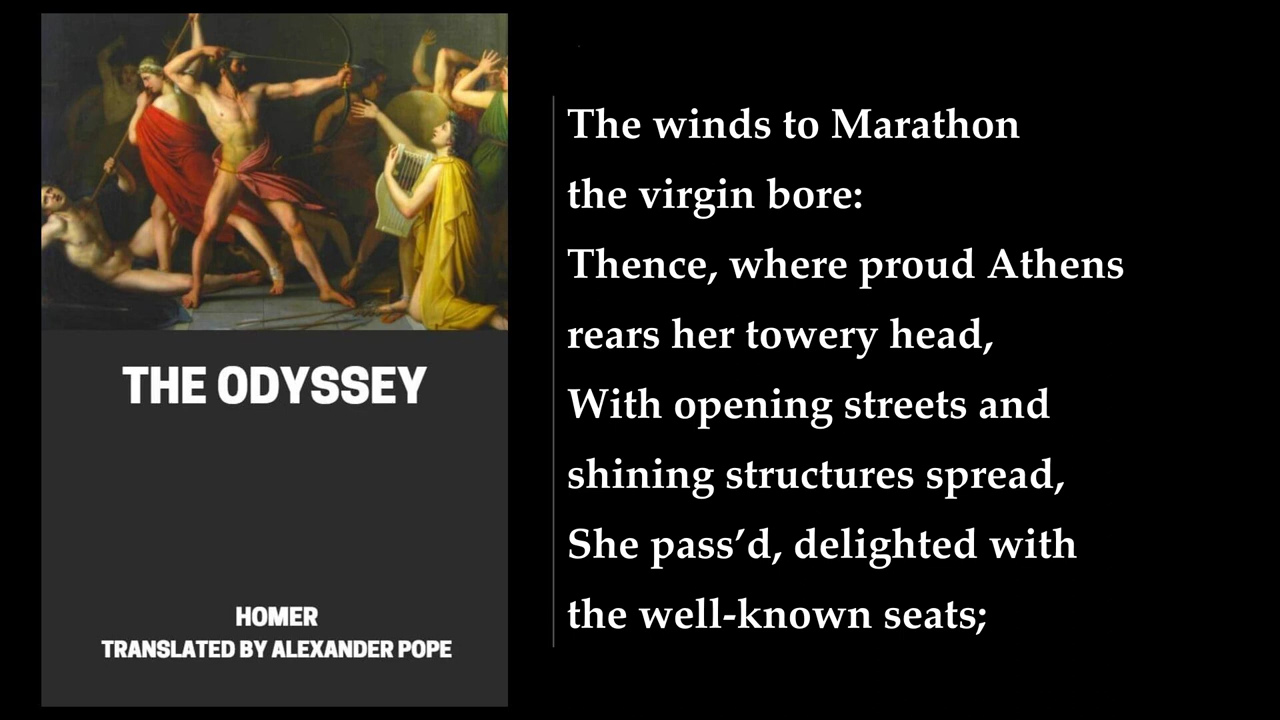 THE ODYSSEY
HOMER
TRANSLATED BY ALEXANDER POPE
The winds to Marathon
the virgin bore:
Thence, where proud Athens
rears her towery head,
With opening streets and
shining structures spread,
She pass’d, delighted with
the well-known seats;